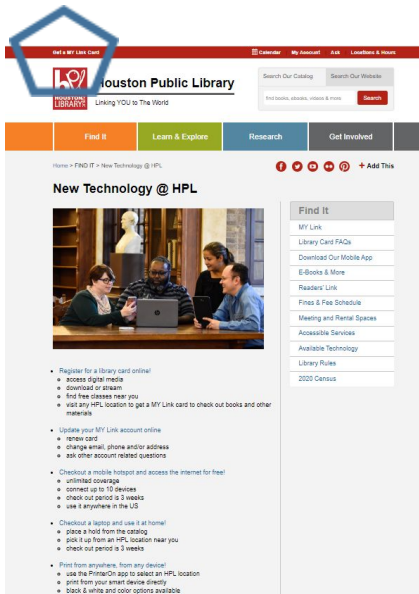 Get a MY Link Card
Calendar My Account Ask Locations & Hours
HOUSTON
LIBRARY
Houston Public Library
Linking YOU to The World
Search Our Catalog Search Our Website
find books, ebooks, videos & more Search
Find It Learn & Explore Research Get Involved
Home > FIND IT > New Technology @ HPL
+ Add This
New Technology @ HPL
Find It
MY Link
Library Card FAQs
Download Our Mobile App
E-Books & More
Readers' Link
Fines & Fee Schedule
Meeting and Rental Spaces
Accessible Services
Available Technology
Library Rules
2020 Census
Register for a library card online!
access digital media
download or stream
find free classes near you
visit any HPL location to get a MY Link card to check out books and other
materials
Update your MY Link account online
renew card
change email, phone and/or address
ask other account related questions
Checkout a mobile hotspot and access the internet for free!
unlimited coverage
connect up to 10 devices
check out period is 3 weeks
use it anywhere in the US
Checkout a laptop and use it at home!
place a hold from the catalog
pick it up from an HPL location near you
check out period is 3 weeks
Print from anywhere, from any device!
use the PrinterOn app to select an HPL location
print from your smart device directly
black & white and color options available